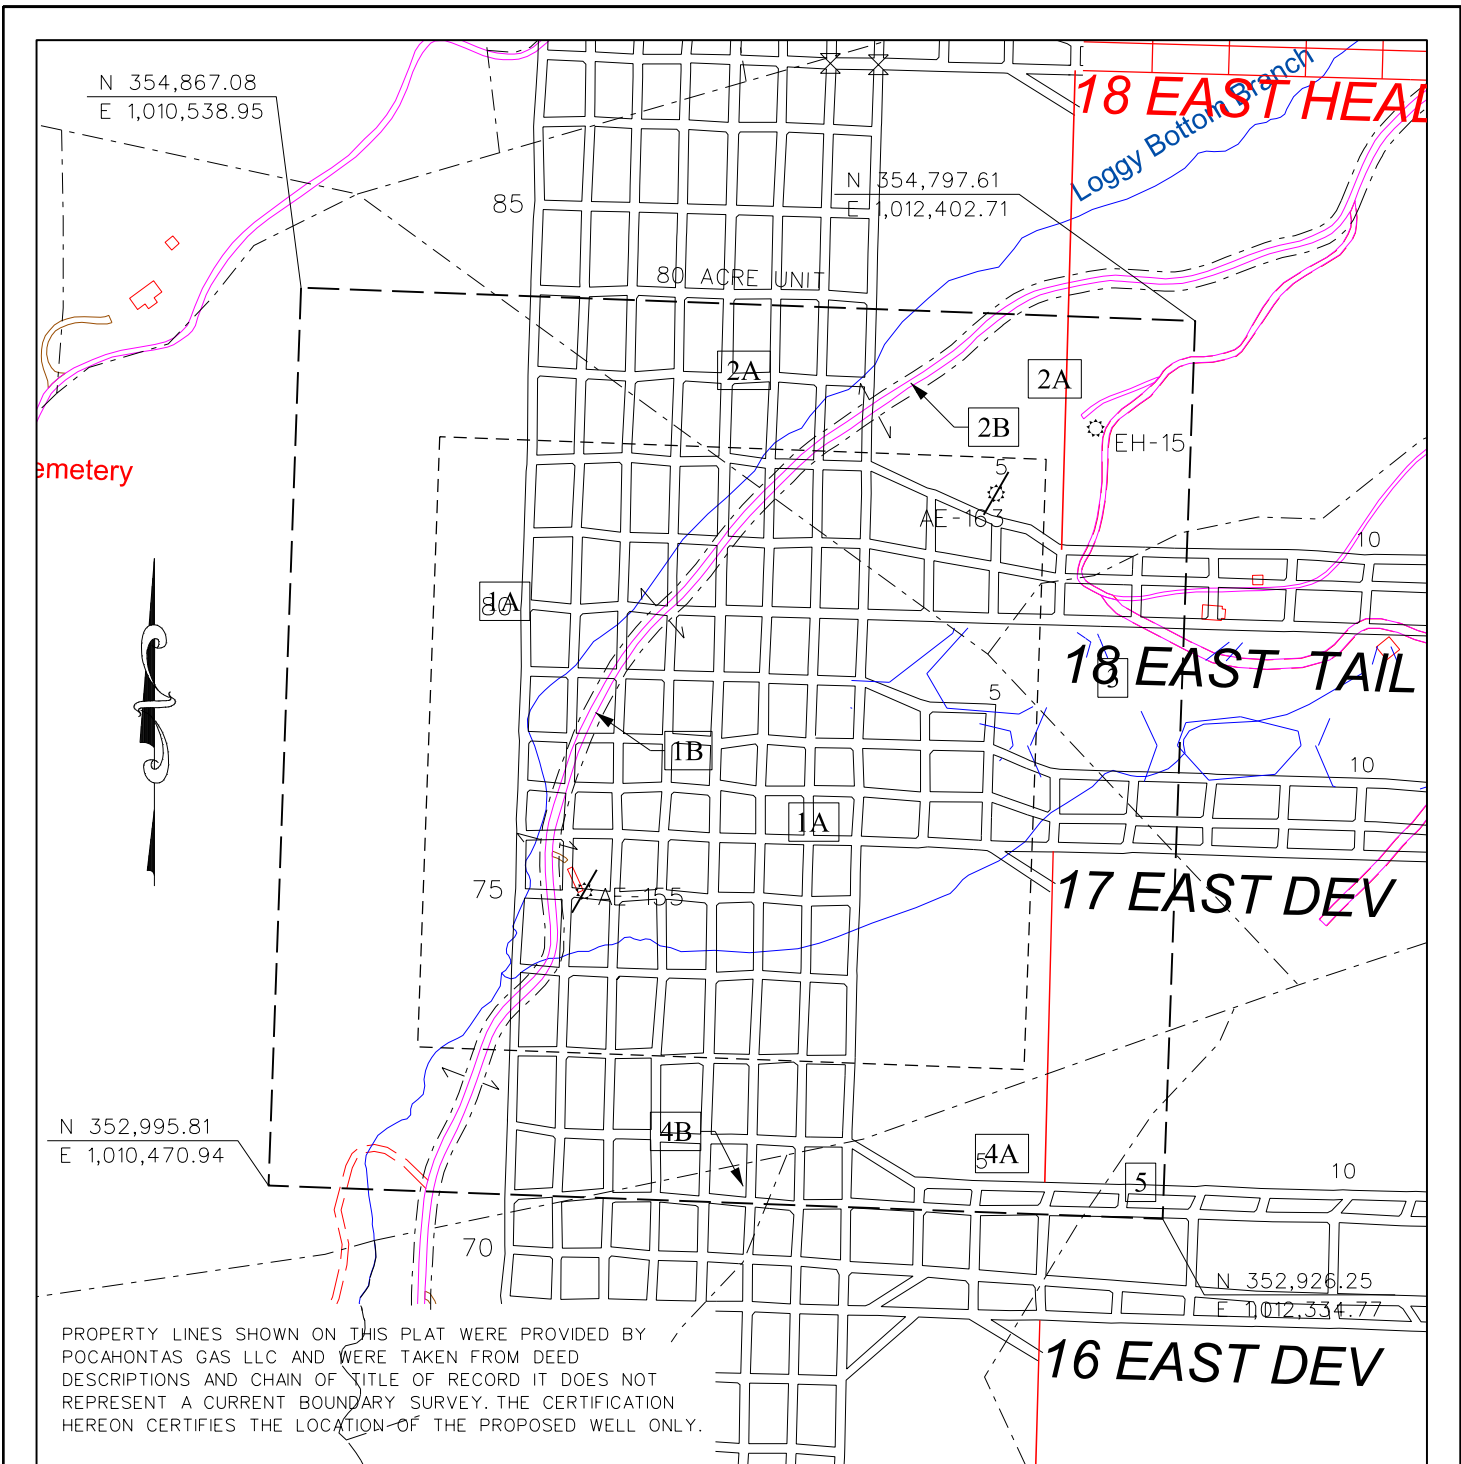 18 EAST HEAD
Loggy Bottom Branch
N 354,867.08
E 1,010,538.95
N 354,797.61
E 1,012,402.71
85
80 ACRE UNIT
2A
2A
2B
EH-15
emetery
5
AE-163
10
1A
80
18 EAST TAIL
3
5
1B
10
1A
75
AE-155
17 EAST DEV
N 352,995.81
E 1,010,470.94
4B
4A
5
5
10
70
N 352,926.25
E 1,012,334.77
PROPERTY LINES SHOWN ON THIS PLAT WERE PROVIDED BY
POCAHONTAS GAS LLC AND WERE TAKEN FROM DEED
DESCRIPTIONS AND CHAIN OF TITLE OF RECORD IT DOES NOT
REPRESENT A CURRENT BOUNDARY SURVEY. THE CERTIFICATION
HEREON CERTIFIES THE LOCATION OF THE PROPOSED WELL ONLY.
16 EAST DEV